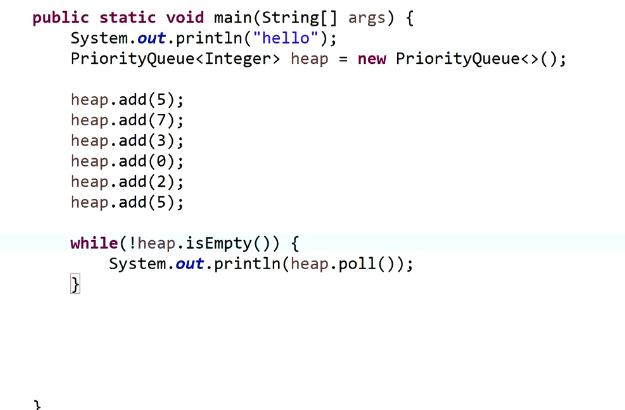 public static void main(String[] args) {
System.out.println("hello");
PriorityQueue<Integer> heap = new PriorityQueue<>();
heap.add(5);
heap.add(7);
heap.add(3);
heap.add(0);
heap.add(2);
heap.add(5);
while(!heap.isEmpty()) {
System.out.println(heap.poll());
}
}